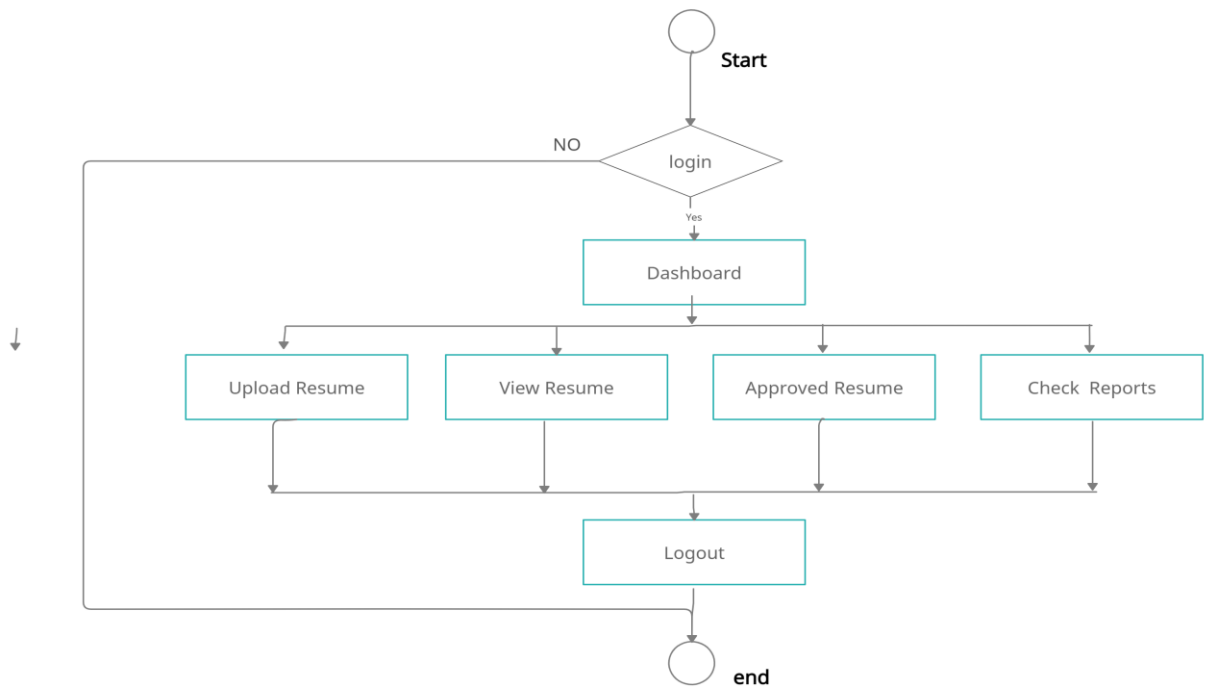 Start
NO
login
Yes
Dashboard
Upload Resume
View Resume
Approved Resume
Check  Reports
Logout
end